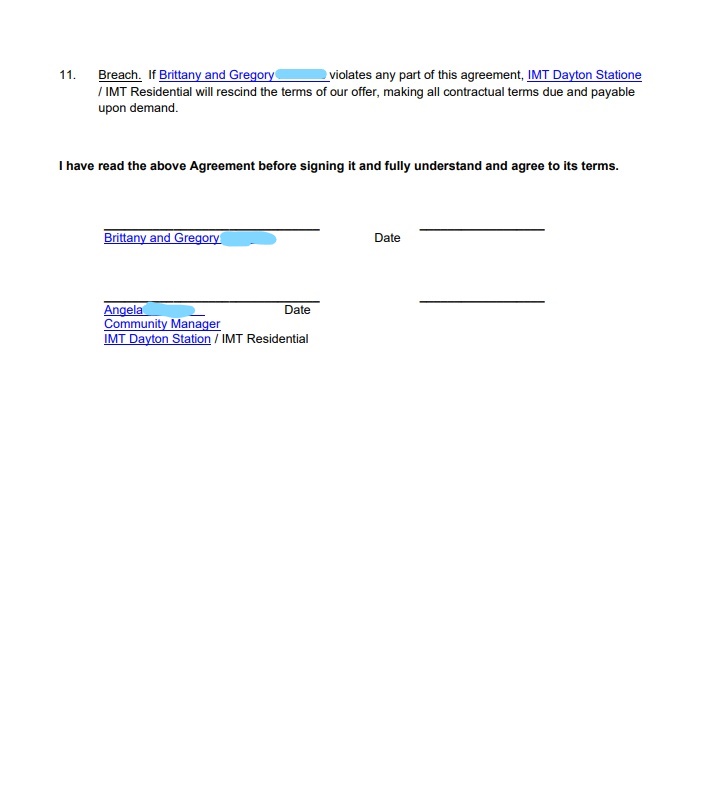 11. Breach. If Brittany and Gregory violates any part of this agreement, IMT Dayton Statione
/ IMT Residential will rescind the terms of our offer, making all contractual terms due and payable
upon demand.
I have read the above Agreement before signing it and fully understand and agree to its terms.
Brittany and Gregory Date
Angela Date
Community Manager
IMT Dayton Station / IMT Residential